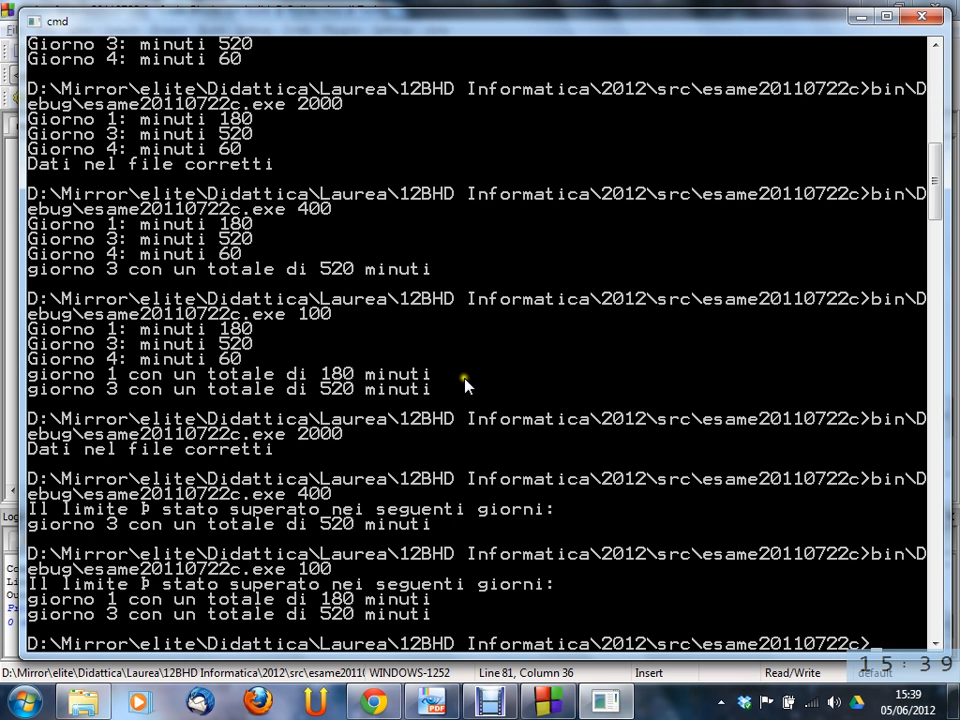 cmd
Giorno 3: minuti 520
Giorno 4: minuti 60
D:\Mirror\elite\Didattica\Laurea\12BHD Informatica\2012\src\esame20110722c>bin\D
ebug\esame20110722c.exe 2000
Giorno 1: minuti 180
Giorno 3: minuti 520
Giorno 4: minuti 60
Dati nel file corretti
D:\Mirror\elite\Didattica\Laurea\12BHD Informatica\2012\src\esame20110722c>bin\D
ebug\esame20110722c.exe 400
Giorno 1: minuti 180
Giorno 3: minuti 520
Giorno 4: minuti 60
giorno 3 con un totale di 520 minuti
D:\Mirror\elite\Didattica\Laurea\12BHD Informatica\2012\src\esame20110722c>bin\D
ebug\esame20110722c.exe 100
Giorno 1: minuti 180
Giorno 3: minuti 520
Giorno 4: minuti 60
giorno 1 con un totale di 180 minuti
giorno 3 con un totale di 520 minuti
D:\Mirror\elite\Didattica\Laurea\12BHD Informatica\2012\src\esame20110722c>bin\D
ebug\esame20110722c.exe 2000
Dati nel file corretti
D:\Mirror\elite\Didattica\Laurea\12BHD Informatica\2012\src\esame20110722c>bin\D
ebug\esame20110722c.exe 400
Il limite Þ stato superato nei seguenti giorni:
giorno 3 con un totale di 520 minuti
D:\Mirror\elite\Didattica\Laurea\12BHD Informatica\2012\src\esame20110722c>bin\D
ebug\esame20110722c.exe 100
Il limite Þ stato superato nei seguenti giorni:
giorno 1 con un totale di 180 minuti
giorno 3 con un totale di 520 minuti
D:\Mirror\elite\Didattica\Laurea\12BHD Informatica\2012\src\esame20110722c>
15:39
D:\Mirror\elite\Didattica\Laurea\12BHD Informatica\2012\src\esame2011( WINDOWS-1252 Line 81, Column 36 Insert Read/Write default
PDF
15:39
05/06/2012